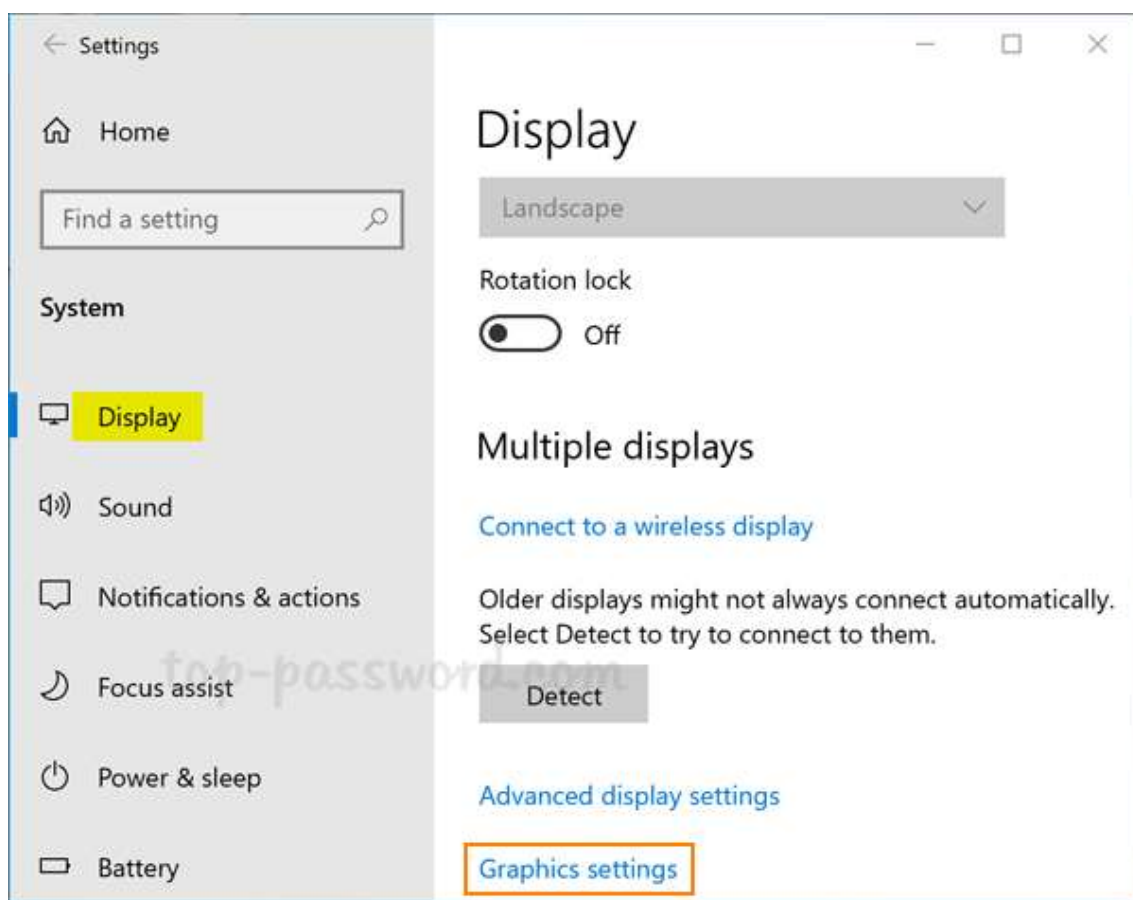 Settings
Home
Find a setting
System
Display
Sound
Notifications & actions
Focus assist
Power & sleep
Battery
Display
Landscape
Rotation lock
Off
Multiple displays
Connect to a wireless display
Older displays might not always connect automatically.
Select Detect to try to connect to them.
Detect
Advanced display settings
Graphics settings
top-password.com